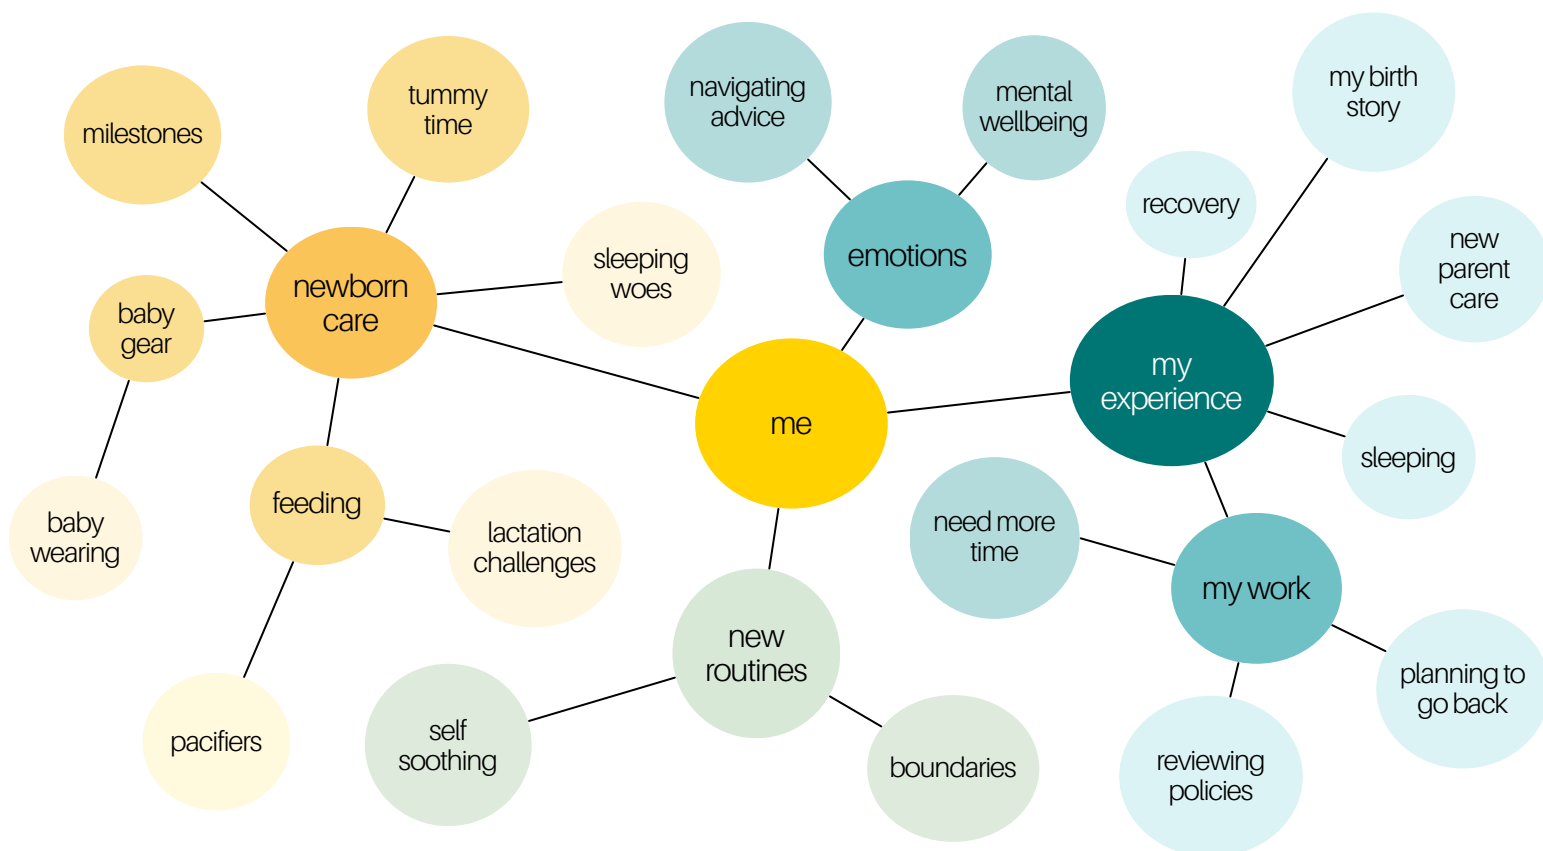 my birth
story
tummy
time
navigating
advice
mental
wellbeing
milestones
recovery
new
parent
care
sleeping
woes
emotions
newborn
care
baby
gear
my
experience
me
sleeping
feeding
need more
time
baby
wearing
lactation
challenges
my work
new
routines
planning to
go back
pacifiers
self
soothing
boundaries
reviewing
policies